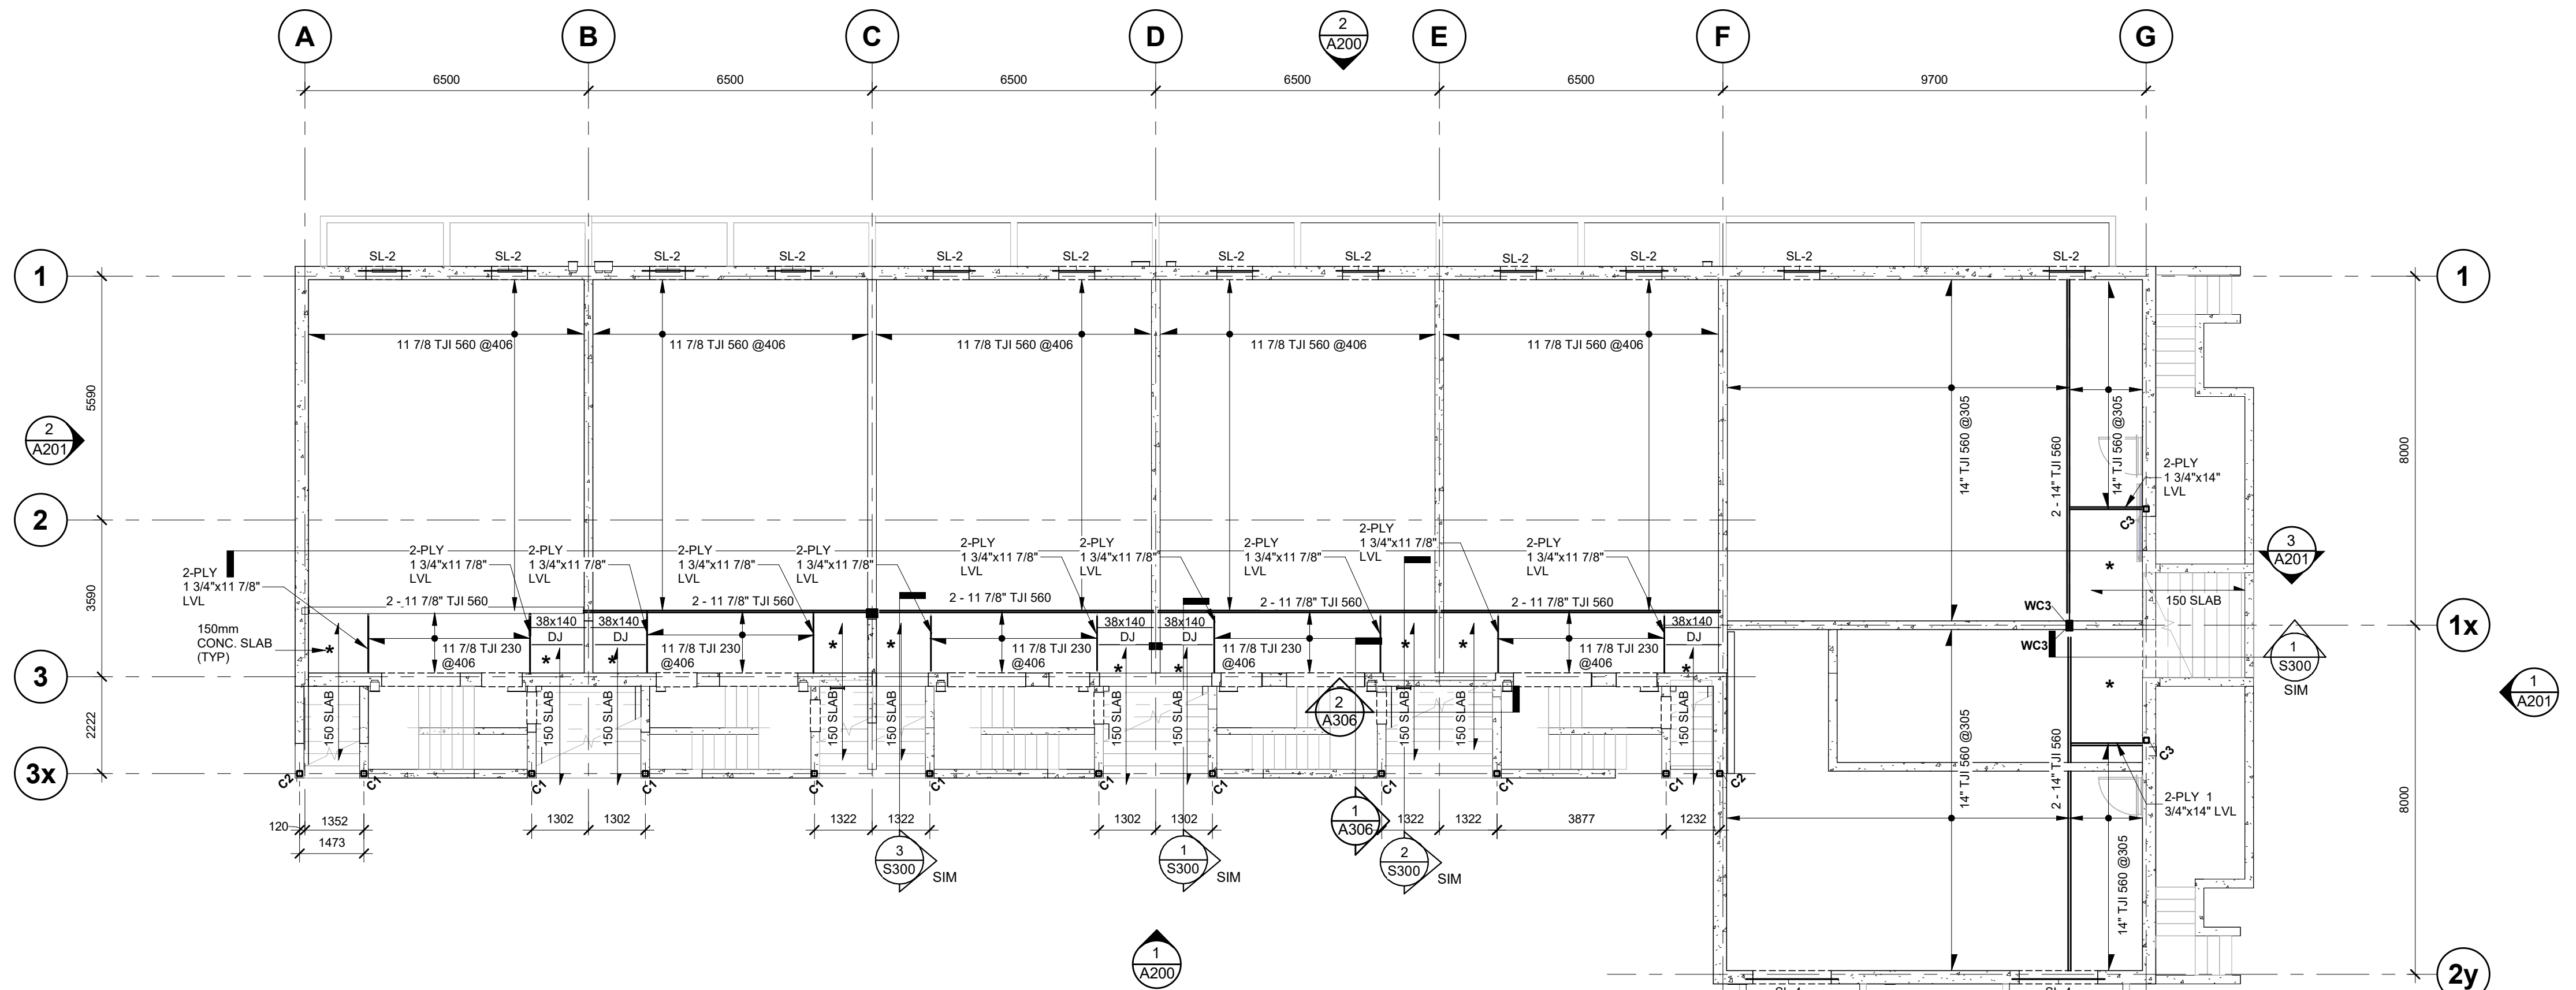 A B C D E F G
2
A200
6500 6500 6500 6500 6500 9700
SL-2 SL-2 SL-2 SL-2 SL-2 SL-2 SL-2 SL-2 SL-2 SL-2 SL-2 SL-2
1 1
11 7/8 TJI 560 @406 11 7/8 TJI 560 @406 11 7/8 TJI 560 @406 11 7/8 TJI 560 @406 11 7/8 TJI 560 @406
5590
2
A201
14" TJI 560 @305
2 - 14" TJI 560
14" TJI 560 @305
8000
2-PLY
1 3/4"x14"
LVL
C3
2
3590
2-PLY
1 3/4"x11 7/8"
LVL
2-PLY
1 3/4"x11 7/8"
LVL
2-PLY
1 3/4"x11 7/8"
LVL
2-PLY
1 3/4"x11 7/8"
LVL
2-PLY
1 3/4"x11 7/8"
LVL
2-PLY
1 3/4"x11 7/8"
LVL
2-PLY
1 3/4"x11 7/8"
LVL
2-PLY
1 3/4"x11 7/8"
LVL
2-PLY
1 3/4"x11 7/8"
LVL
2-PLY
1 3/4"x11 7/8"
LVL
3
A201
* *
150 SLAB
2 - 11 7/8" TJI 560 2 - 11 7/8" TJI 560 2 - 11 7/8" TJI 560 2 - 11 7/8" TJI 560 2 - 11 7/8" TJI 560
WC3
WC3
1x
150mm
CONC. SLAB
(TYP)
38x140
DJ
38x140
DJ
38x140
DJ
38x140
DJ
38x140
DJ
* * * * * * * * * *
11 7/8 TJI 230
@406
11 7/8 TJI 230
@406
11 7/8 TJI 230
@406
11 7/8 TJI 230
@406
11 7/8 TJI 230
@406
1
S300
SIM
3
2222
150 SLAB 150 SLAB 150 SLAB 150 SLAB 150 SLAB 150 SLAB 150 SLAB 150 SLAB 150 SLAB 150 SLAB
2
A306
1
A201
14" TJI 560 @305
2 - 14" TJI 560
C3
3x
C2 C1 C1 C1 C1 C1 C1 C1 C1 C1 C1 C2
2-PLY 1
3/4"x14" LVL
8000
120 1352 1302 1302 1322 1322 1302 1302 1322 1322 3877 1232
1473
1
A306
3
S300
SIM
1
S300
SIM
2
S300
SIM
14" TJI 560 @305
1
A200
2y